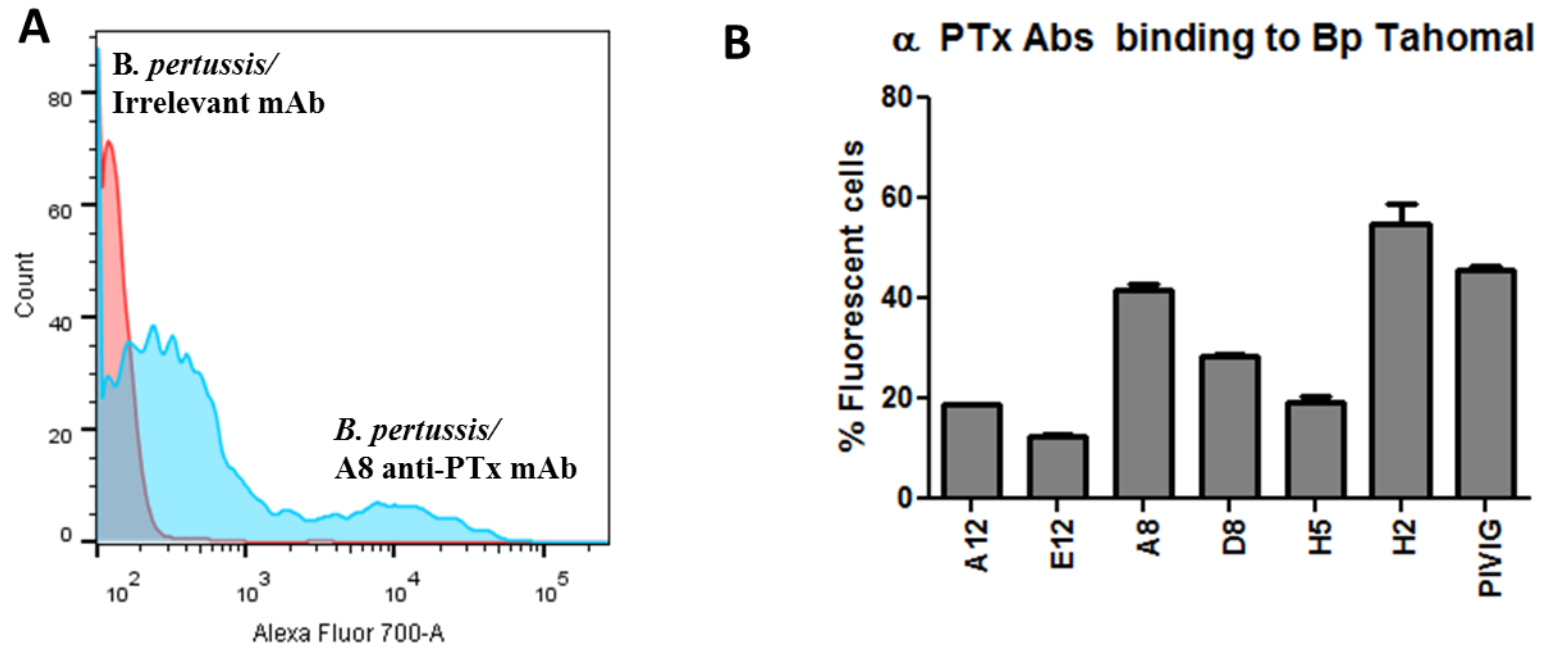 A
B. pertussis/
Irrelevant mAb
80
60
40
20
0
Count
B. pertussis/
A8 anti-PTx mAb
10^2
10^3
10^4
10^5
Alexa Fluor 700-A
B
α PTx Abs binding to Bp Tahomal
80
60
40
20
0
% Fluorescent cells
A12
E12
A8
D8
H5
H2
PIVIG